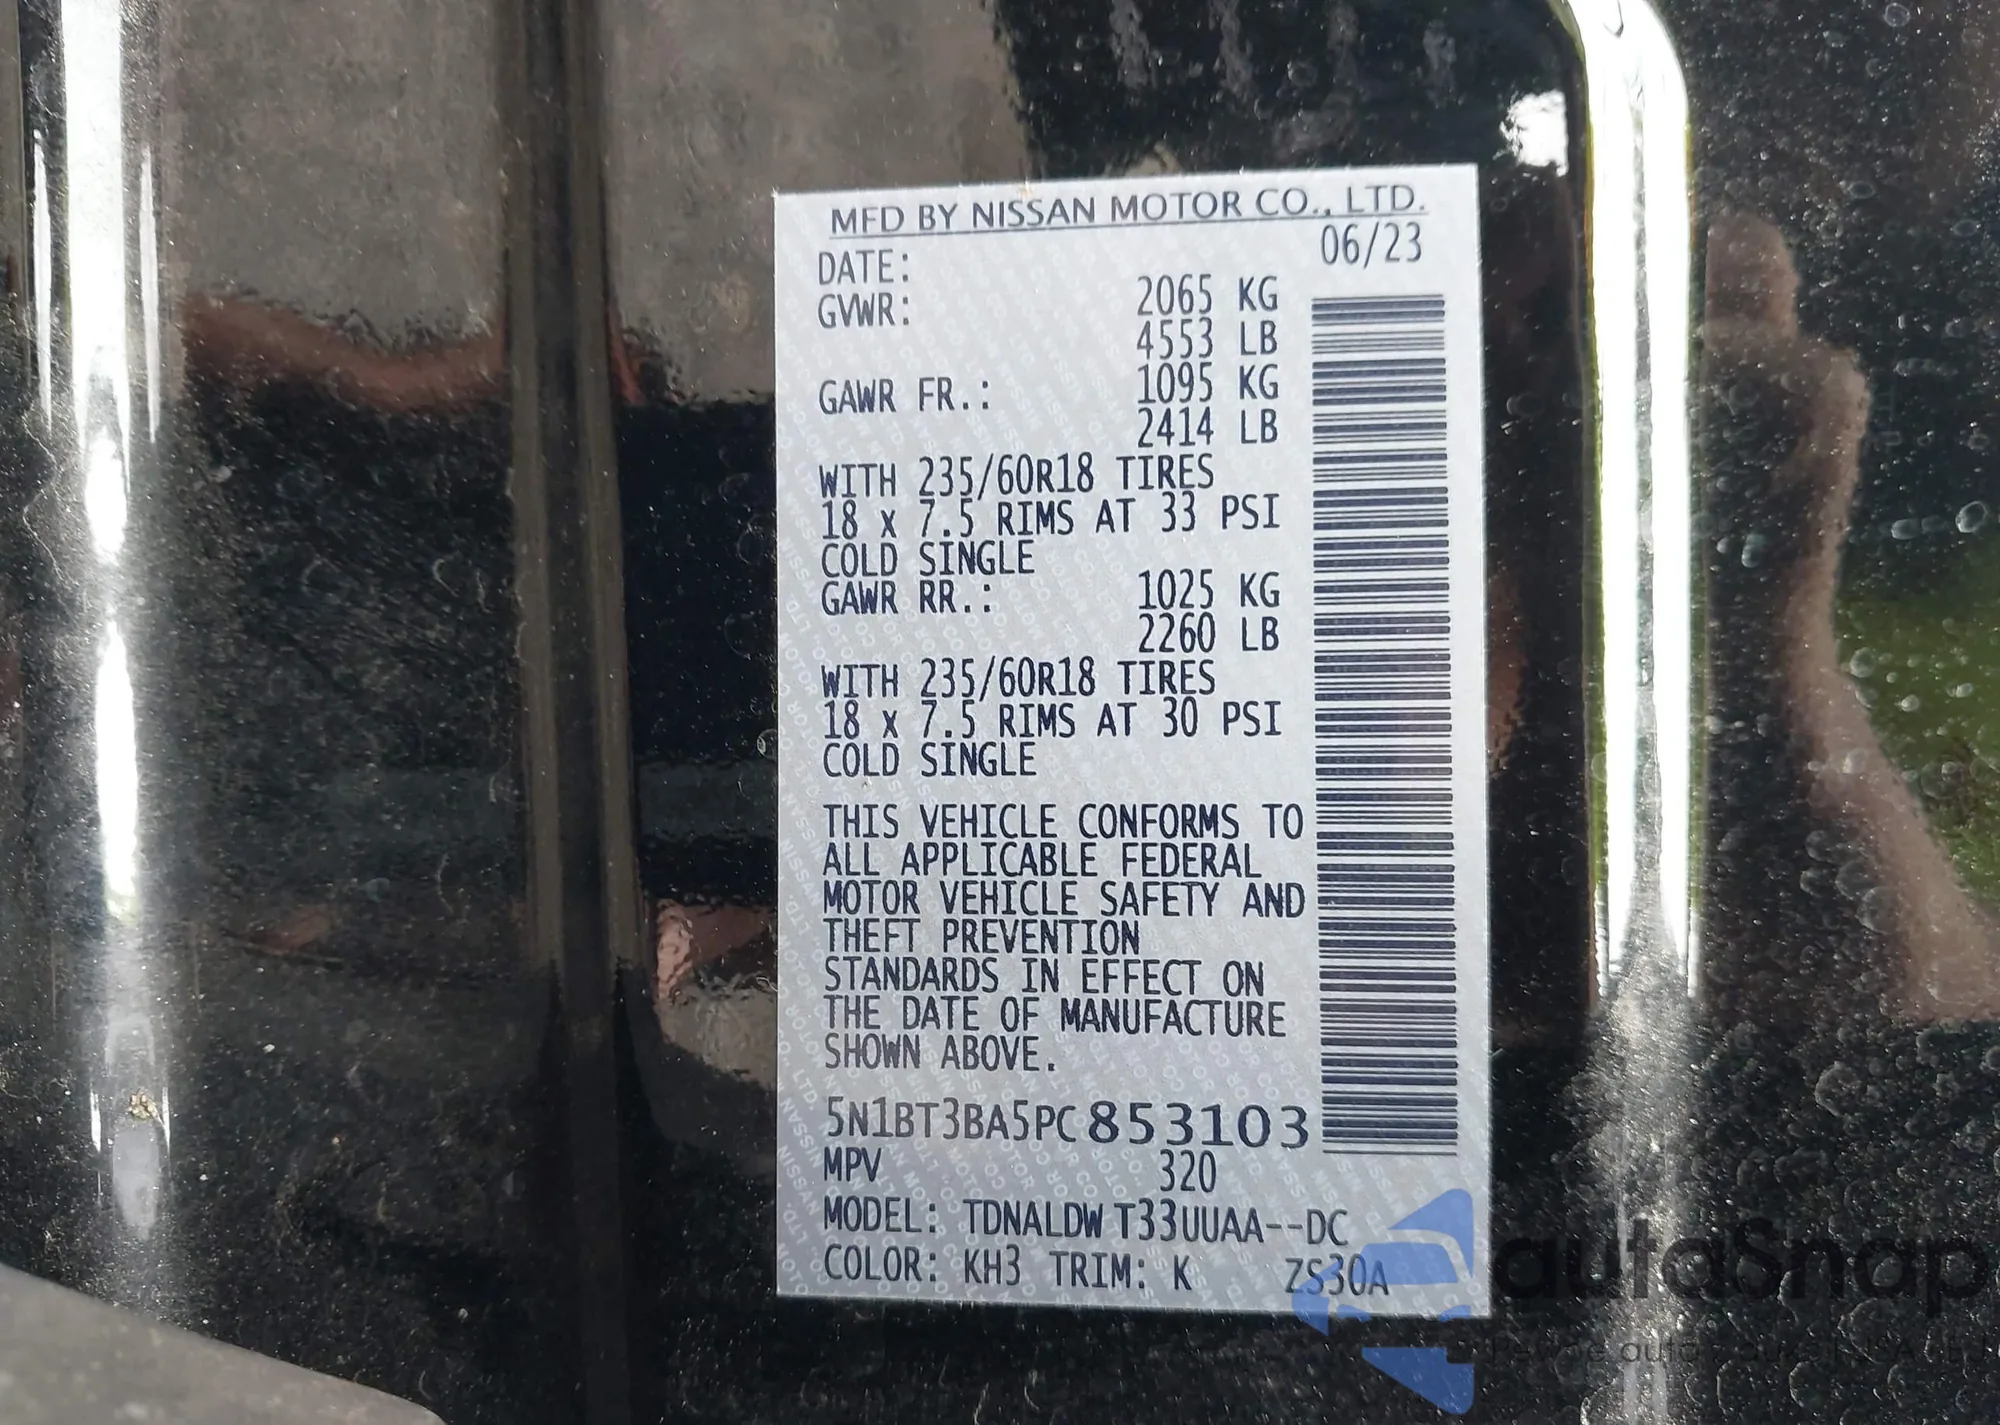 MFD BY NISSAN MOTOR CO., LTD.
DATE: 06/23
GVWR: 2065 KG
4553 LB
GAWR FR.: 1095 KG
2414 LB
WITH 235/60R18 TIRES
18 x 7.5 RIMS AT 33 PSI
COLD SINGLE
GAWR RR.: 1025 KG
2260 LB
WITH 235/60R18 TIRES
18 x 7.5 RIMS AT 30 PSI
COLD SINGLE
THIS VEHICLE CONFORMS TO
ALL APPLICABLE FEDERAL
MOTOR VEHICLE SAFETY AND
THEFT PREVENTION
STANDARDS IN EFFECT ON
THE DATE OF MANUFACTURE
SHOWN ABOVE.
5N1BT3BA5PC853103
MPV 320
MODEL: TDNALDWT33UUAA--DC
COLOR: KH3 TRIM: K ZS30A
autoSnap